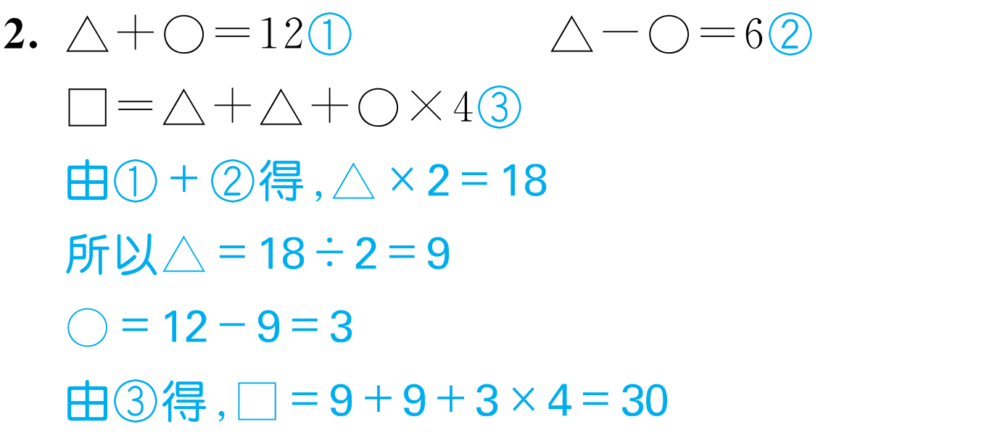 2. △+○=12① △-○=6②
□=△+△+○×4③
由①+②得,△×2=18
所以△=18÷2=9
○=12-9=3
由③得,□=9+9+3×4=30